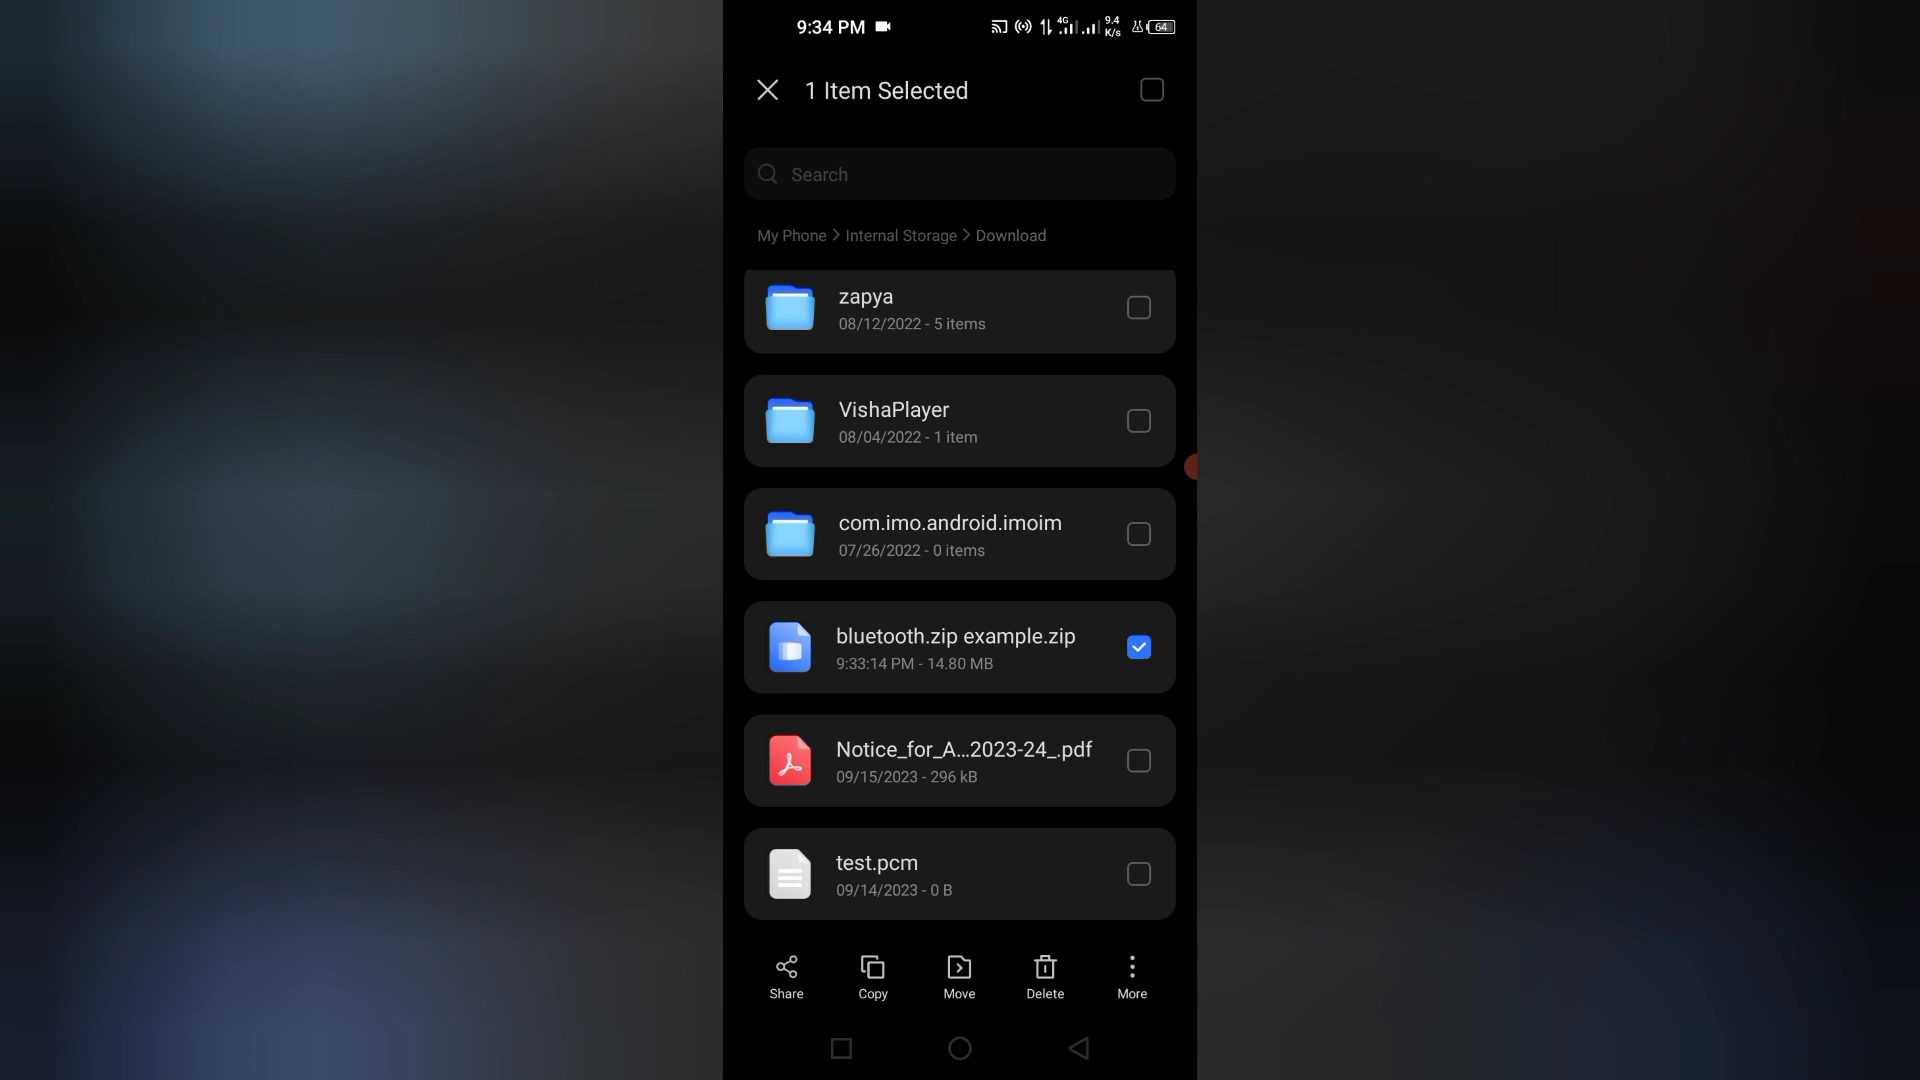 9:34 PM
4G
9.4
K/s
64
1 Item Selected
Search
My Phone > Internal Storage > Download
zapya
08/12/2022 - 5 items
VishaPlayer
08/04/2022 - 1 item
com.imo.android.imoim
07/26/2022 - 0 items
bluetooth.zip example.zip
9:33:14 PM - 14.80 MB
Notice_for_A...2023-24_.pdf
09/15/2023 - 296 kB
test.pcm
09/14/2023 - 0 B
Share Copy Move Delete More